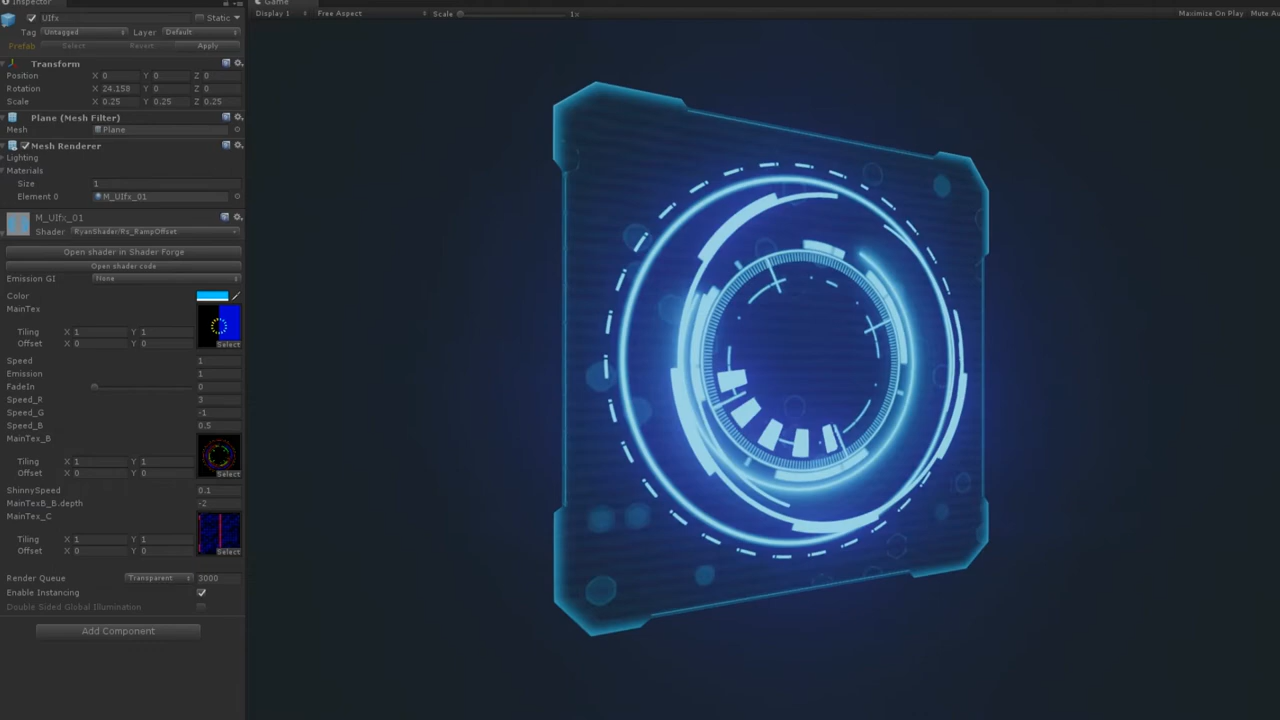 Inspector
Game
UIfx
Static
Display 1
Free Aspect
Scale
1x
Maximize On Play
Mute Au
Tag Untagged Layer Default
Prefab Select Revert Apply
Transform
Position X 0 Y 0 Z 0
Rotation X 24.158 Y 0 Z 0
Scale X 0.25 Y 0.25 Z 0.25
Plane (Mesh Filter)
Mesh Plane
Mesh Renderer
Lighting
Materials
Size 1
Element 0 M_UIfx_01
M_UIfx_01
Shader RyanShader/Rs_RampOffset
Open shader in Shader Forge
Open shader code
Emission GI None
Color
MainTex
Tiling X 1 Y 1
Offset X 0 Y 0
Select
Speed 1
Emission 1
FadeIn 0
Speed_R 3
Speed_G -1
Speed_B 0.5
MainTex_B
Tiling X 1 Y 1
Offset X 0 Y 0
Select
ShinnySpeed 0.1
MainTexB_B.depth -2
MainTex_C
Tiling X 1 Y 1
Offset X 0 Y 0
Select
Render Queue Transparent 3000
Enable Instancing
Double Sided Global Illumination
Add Component